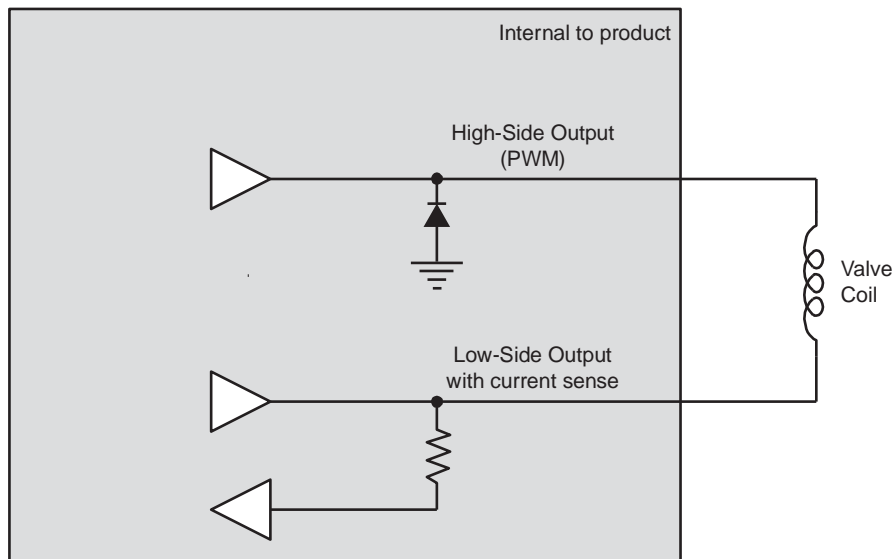 Internal to product
High-Side Output
(PWM)
Valve
Coil
Low-Side Output
with current sense